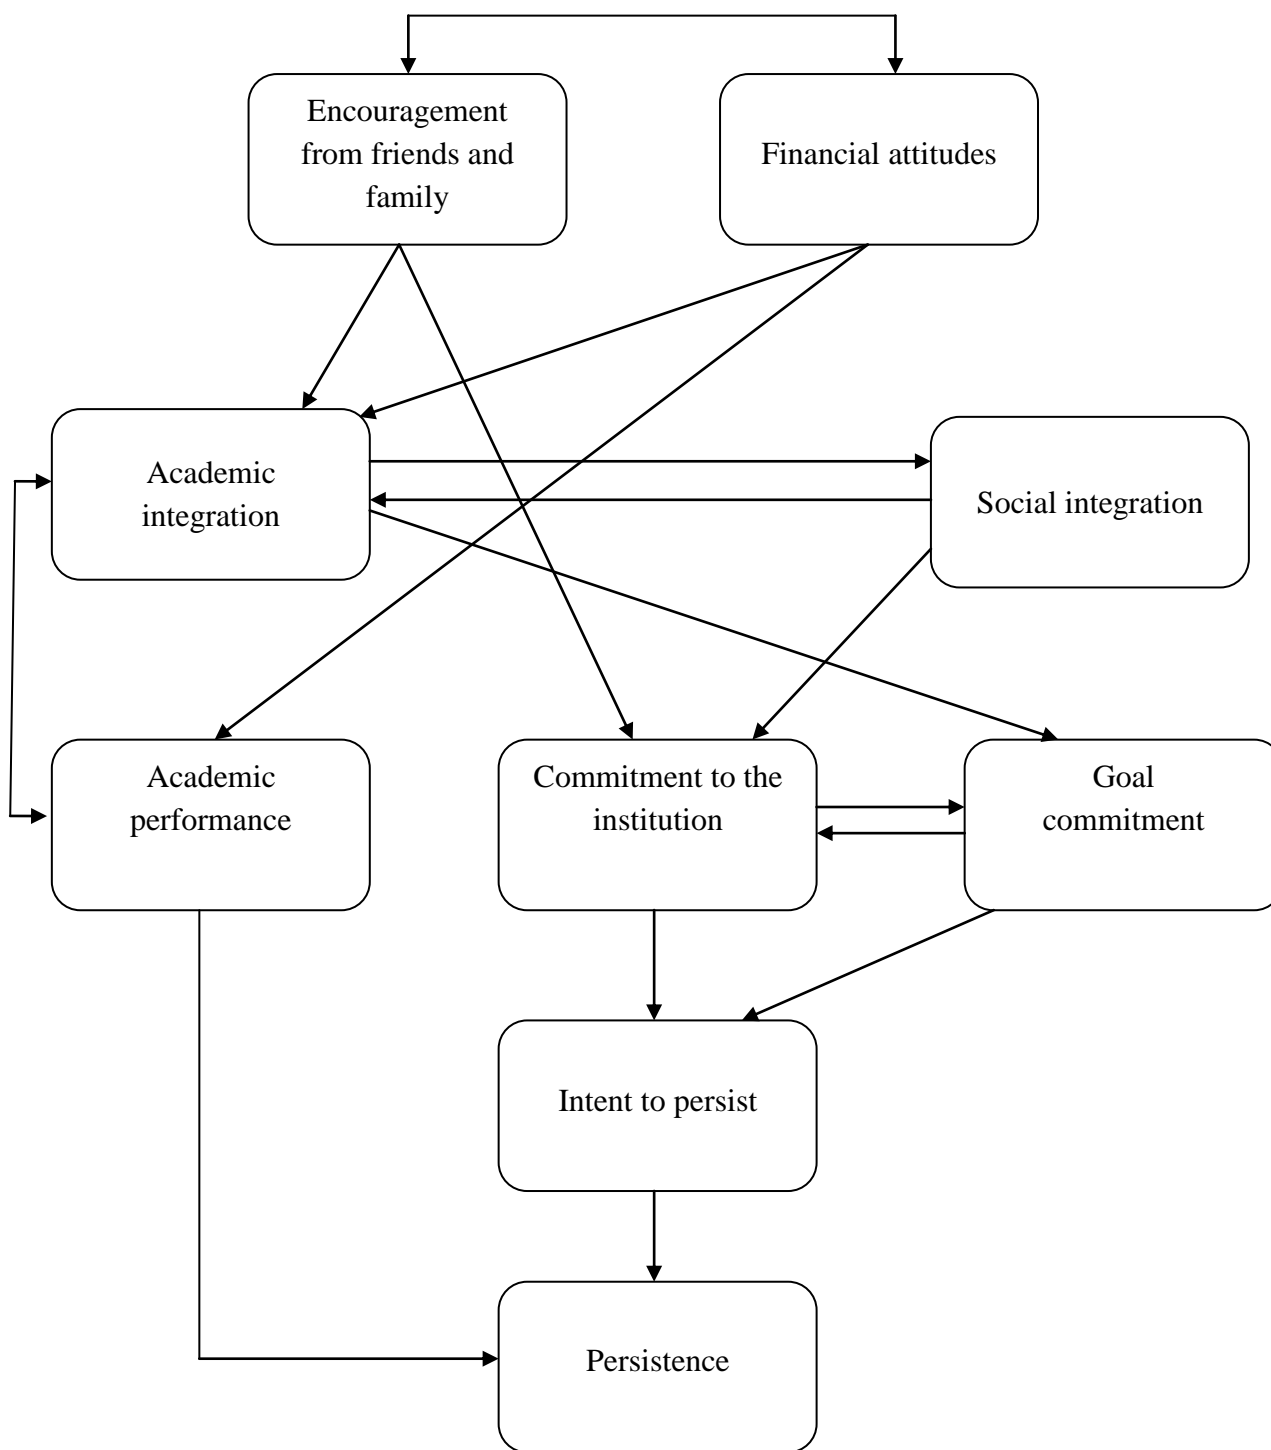 Encouragement
from friends and
family
Financial attitudes
Academic
integration
Social integration
Academic
performance
Commitment to the
institution
Goal
commitment
Intent to persist
Persistence